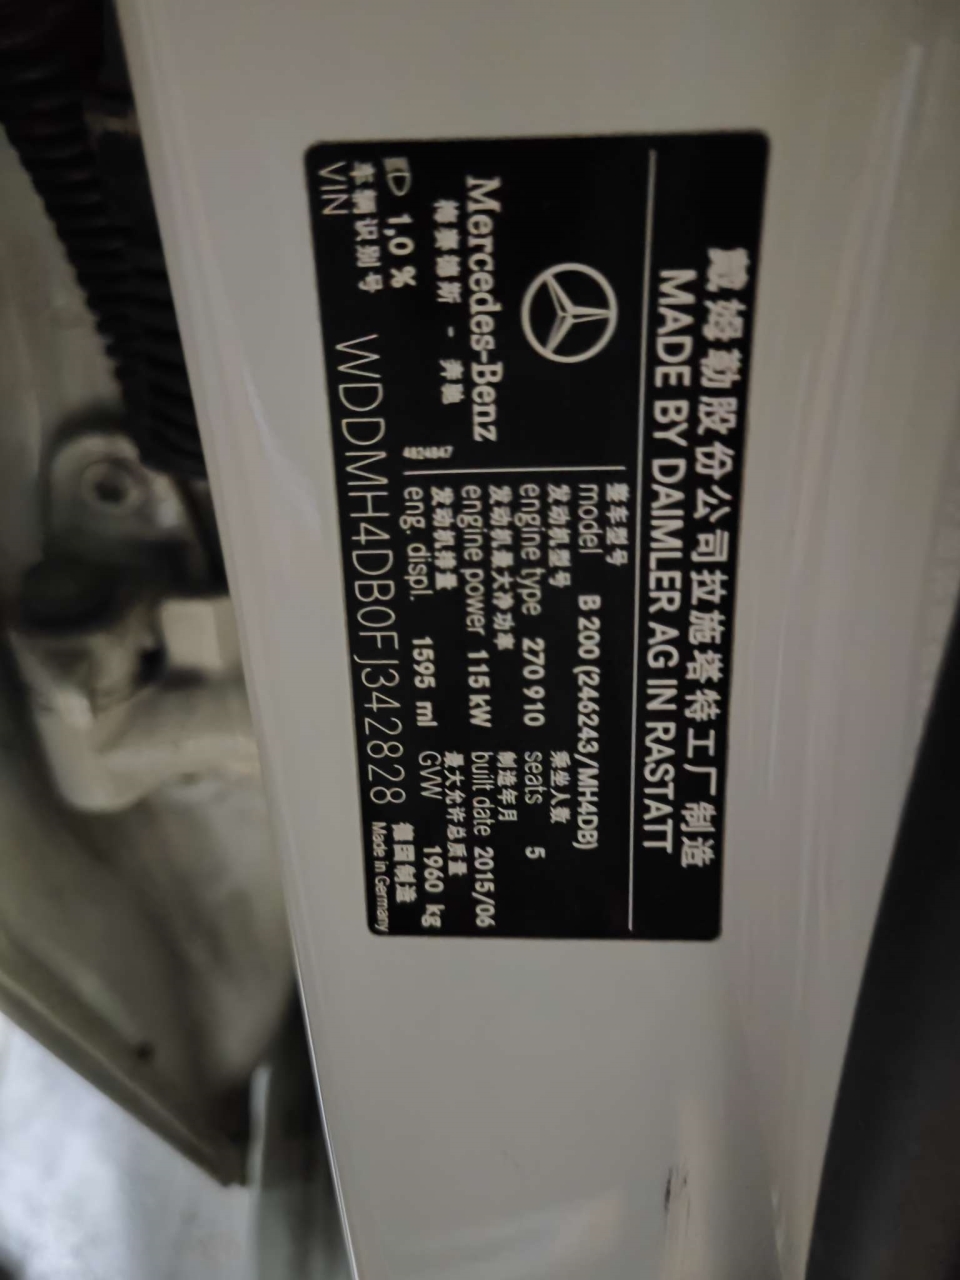 戴姆勒股份公司拉施塔特工厂制造
MADE BY DAIMLER AG IN RASTATT
Mercedes-Benz
梅赛德斯 - 奔驰
1,0 %
4824847
整车型号
model B 200 (246243/MH4DB)
发动机型号
engine type 270 910
乘坐人数
seats 5
发动机最大净功率
engine power 115 kW
制造年月
built date 2015/06
发动机排量
eng. displ. 1595 ml
最大允许总质量
GVW 1960 kg
车辆识别号
VIN WDDMH4DB0FJ342828
德国制造
Made in Germany